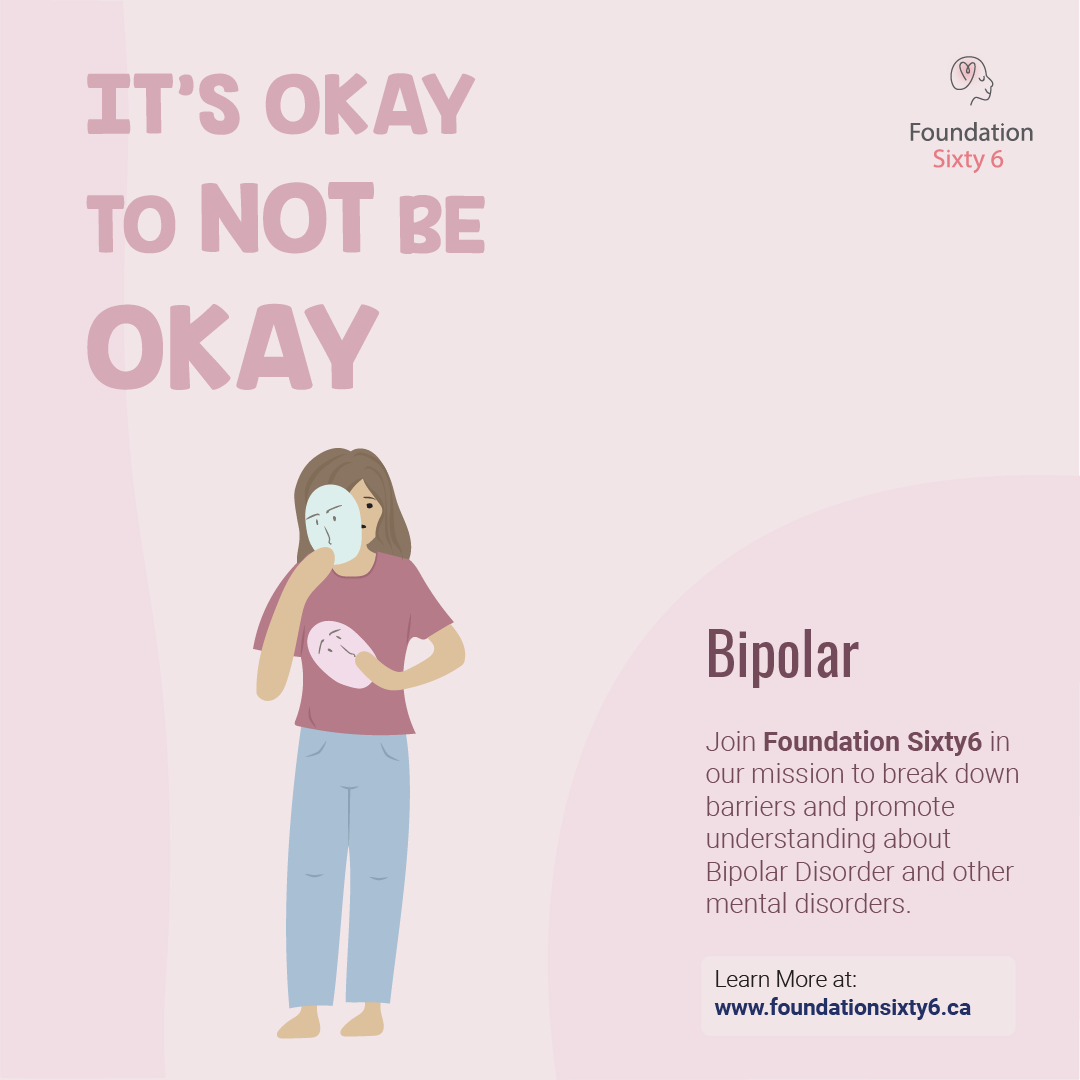 IT'S OKAY
TO NOT BE
OKAY
Foundation
Sixty 6
Bipolar
Join Foundation Sixty6 in
our mission to break down
barriers and promote
understanding about
Bipolar Disorder and other
mental disorders.
Learn More at:
www.foundationsixty6.ca